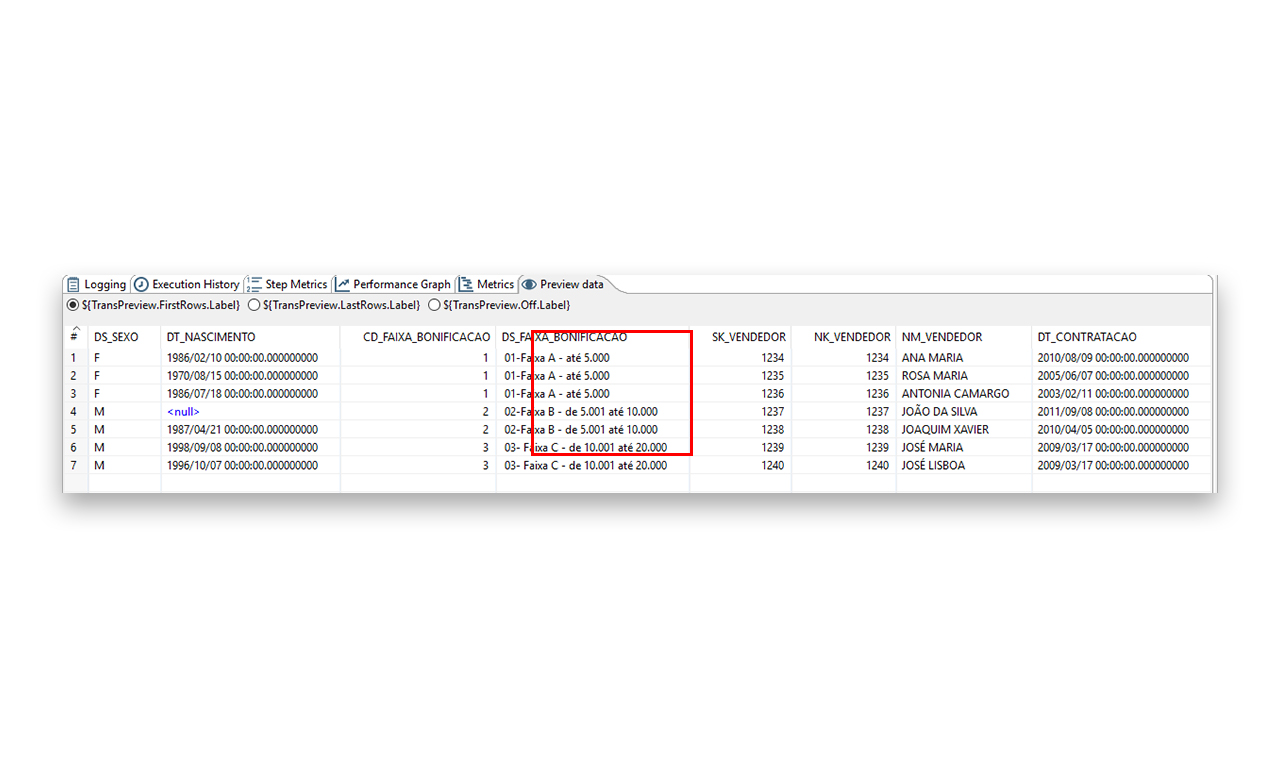 Logging Execution History Step Metrics Performance Graph Metrics Preview data
${TransPreview.FirstRows.Label} ${TransPreview.LastRows.Label} ${TransPreview.Off.Label}
# DS_SEXO DT_NASCIMENTO CD_FAIXA_BONIFICACAO DS_FAIXA_BONIFICACAO SK_VENDEDOR NK_VENDEDOR NM_VENDEDOR DT_CONTRATACAO
1 F 1986/02/10 00:00:00.000000000 1 01-Faixa A - até 5.000 1234 1234 ANA MARIA 2010/08/09 00:00:00.000000000
2 F 1970/08/15 00:00:00.000000000 1 01-Faixa A - até 5.000 1235 1235 ROSA MARIA 2005/06/07 00:00:00.000000000
3 F 1986/07/18 00:00:00.000000000 1 01-Faixa A - até 5.000 1236 1236 ANTONIA CAMARGO 2003/02/11 00:00:00.000000000
4 M <null> 2 02-Faixa B - de 5.001 até 10.000 1237 1237 JOÃO DA SILVA 2011/09/08 00:00:00.000000000
5 M 1987/04/21 00:00:00.000000000 2 02-Faixa B - de 5.001 até 10.000 1238 1238 JOAQUIM XAVIER 2010/04/05 00:00:00.000000000
6 M 1998/09/08 00:00:00.000000000 3 03- Faixa C - de 10.001 até 20.000 1239 1239 JOSÉ MARIA 2009/03/17 00:00:00.000000000
7 M 1996/10/07 00:00:00.000000000 3 03- Faixa C - de 10.001 até 20.000 1240 1240 JOSÉ LISBOA 2009/03/17 00:00:00.000000000